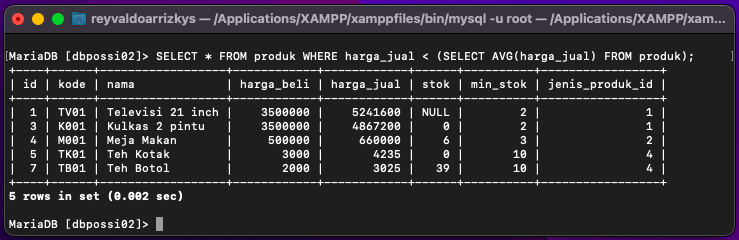 reyvaldoarrizkys — /Applications/XAMPP/xamppfiles/bin/mysql -u root — /Applications/XAMPP/xam...
[MariaDB [dbpossi02]> SELECT * FROM produk WHERE harga_jual < (SELECT AVG(harga_jual) FROM produk); ]
+----+------+-------------------+------------+------------+------+----------+-----------------+
| id | kode | nama              | harga_beli | harga_jual | stok | min_stok | jenis_produk_id |
+----+------+-------------------+------------+------------+------+----------+-----------------+
|  1 | TV01 | Televisi 21 inch |    3500000 |    5241600 | NULL |        2 |               1 |
|  3 | K001 | Kulkas 2 pintu   |    3500000 |    4867200 |    0 |        2 |               1 |
|  4 | M001 | Meja Makan       |     500000 |     660000 |    6 |        3 |               2 |
|  5 | TK01 | Teh Kotak        |       3000 |       4235 |    0 |       10 |               4 |
|  7 | TB01 | Teh Botol        |       2000 |       3025 |   39 |       10 |               4 |
+----+------+-------------------+------------+------------+------+----------+-----------------+
5 rows in set (0.002 sec)
MariaDB [dbpossi02]>